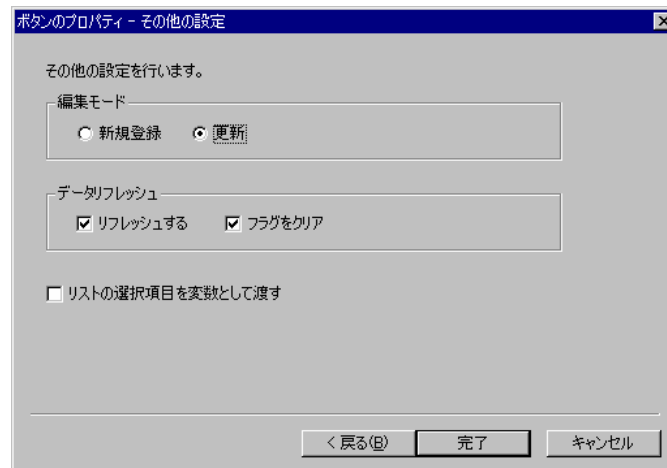 ボタンのプロパティ - その他の設定
その他の設定を行います。
編集モード
新規登録 更新
データリフレッシュ
リフレッシュする フラグをクリア
リストの選択項目を変数として渡す
< 戻る(B) 完了 キャンセル